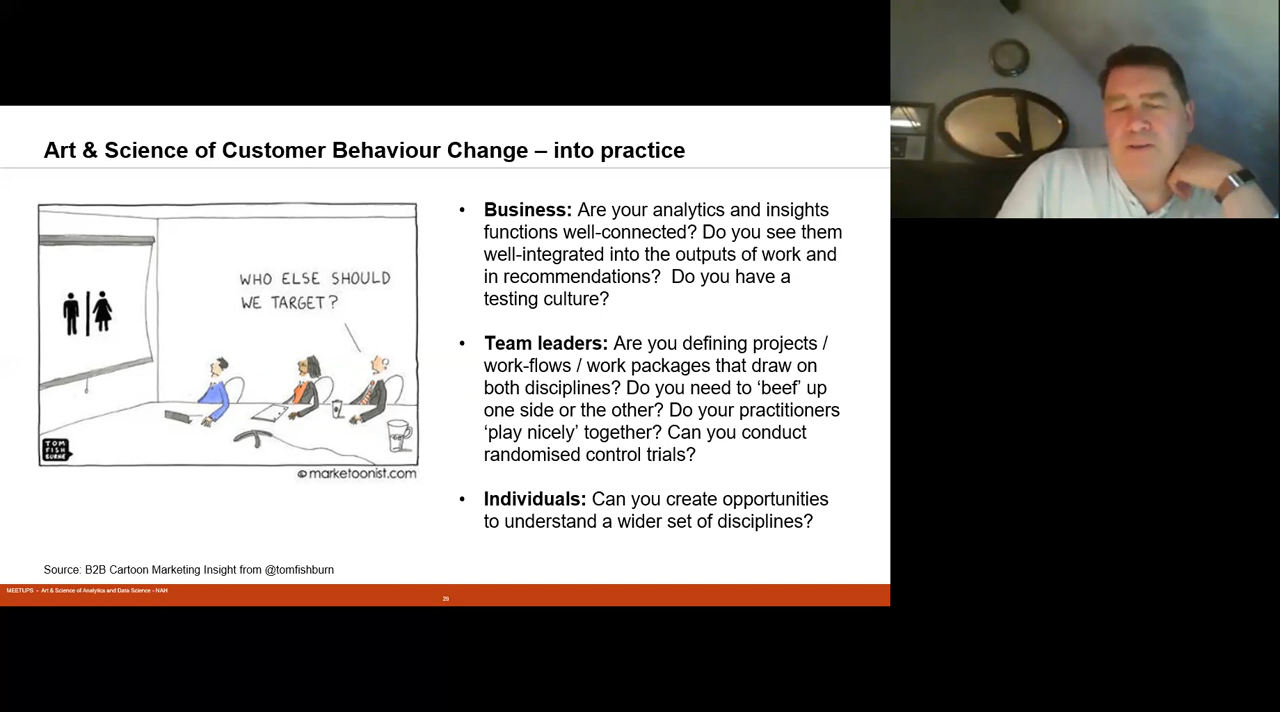 Art & Science of Customer Behaviour Change – into practice
WHO ELSE SHOULD
WE TARGET?
TOM
FISH
BURNE
© marketoonist.com
• Business: Are your analytics and insights
functions well-connected? Do you see them
well-integrated into the outputs of work and
in recommendations?  Do you have a
testing culture?
• Team leaders: Are you defining projects /
work-flows / work packages that draw on
both disciplines? Do you need to ‘beef’ up
one side or the other? Do your practitioners
‘play nicely’ together? Can you conduct
randomised control trials?
• Individuals: Can you create opportunities
to understand a wider set of disciplines?
Source: B2B Cartoon Marketing Insight from @tomfishburn
MEETUPS - Art & Science of Analytics and Data Science - NAH
29